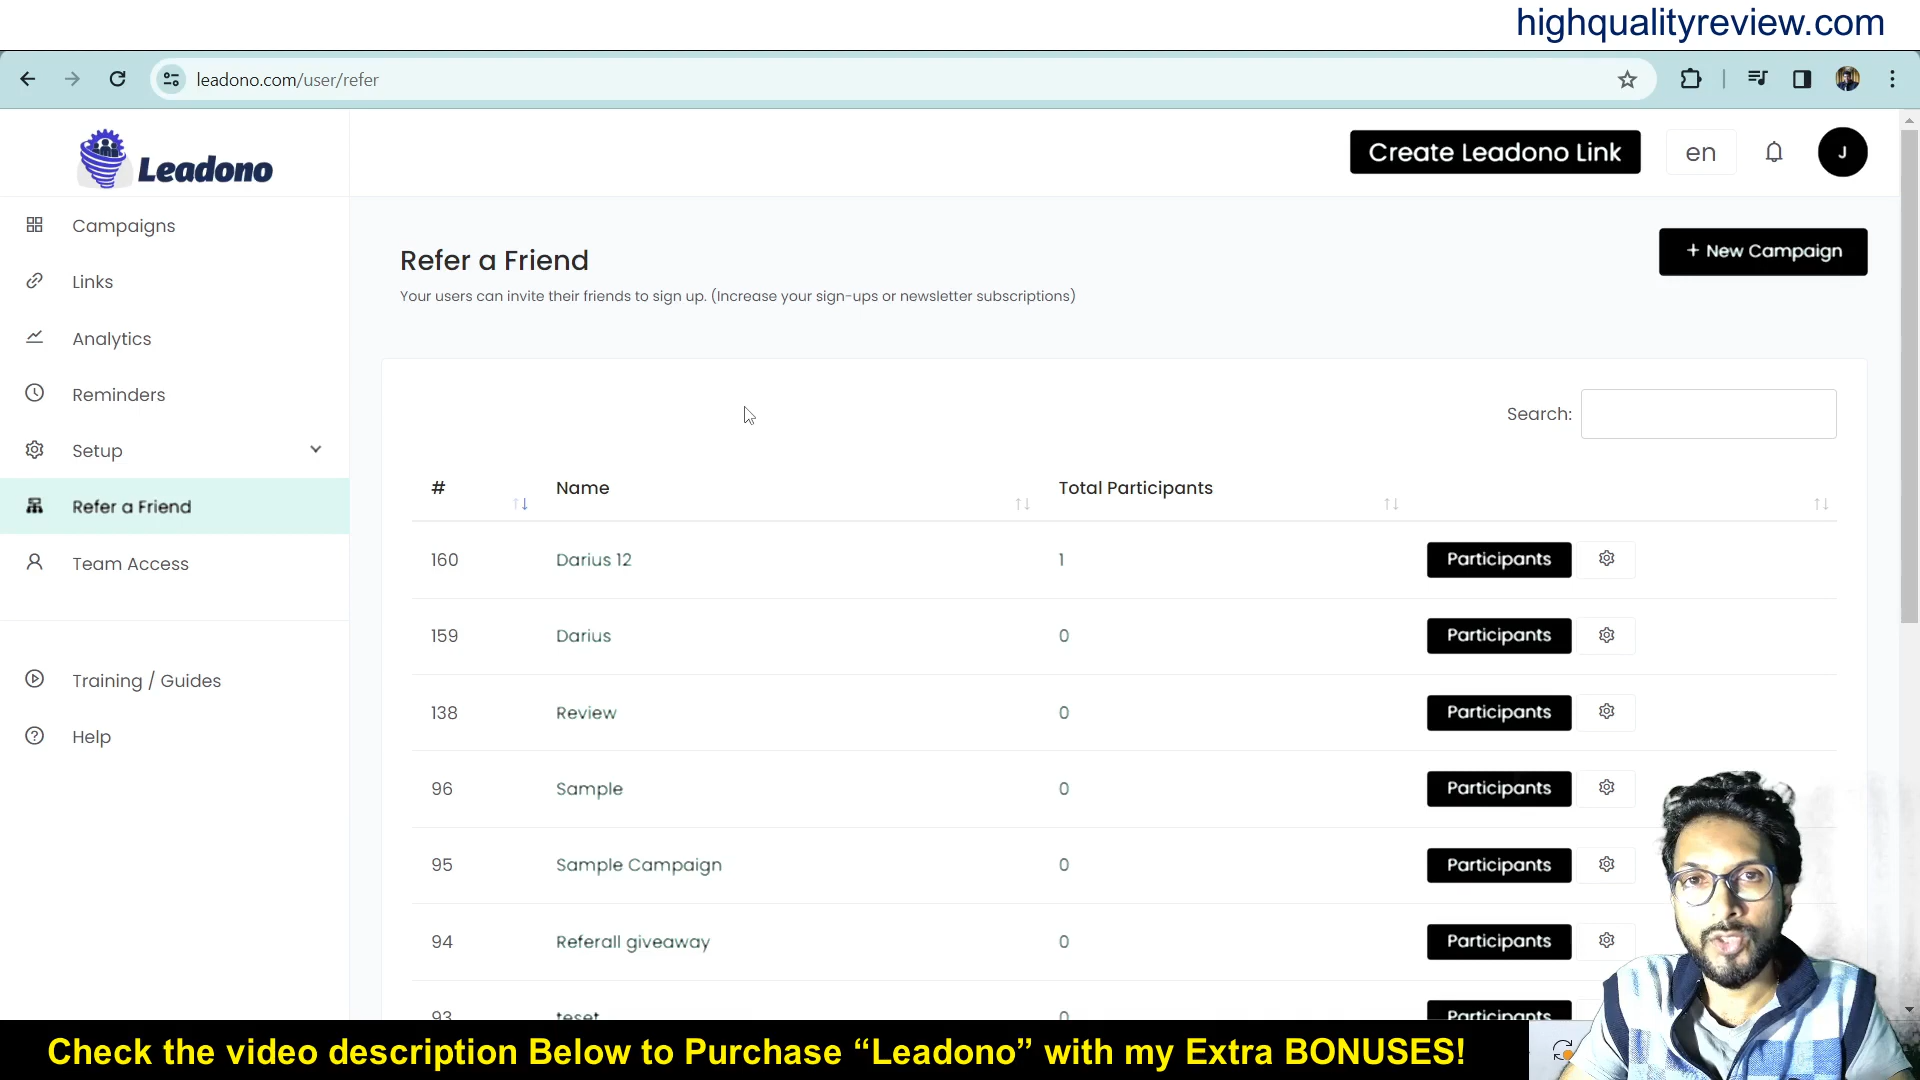 highqualityreview.com
leadono.com/user/refer
Leadono
Create Leadono Link
en
J
Campaigns
Links
Analytics
Reminders
Setup
Refer a Friend
Team Access
Training / Guides
Help
Refer a Friend
+ New Campaign
Your users can invite their friends to sign up. (Increase your sign-ups or newsletter subscriptions)
Search:
# Name Total Participants
160 Darius 12 1 Participants
159 Darius 0 Participants
138 Review 0 Participants
96 Sample 0 Participants
95 Sample Campaign 0 Participants
94 Referall giveaway 0 Participants
93 teset 0 Participants
Check the video description Below to Purchase “Leadono” with my Extra BONUSES!